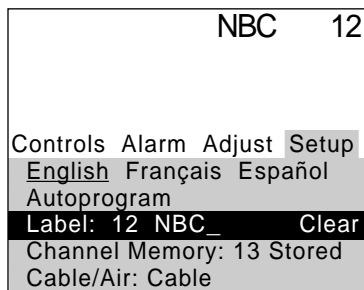 NBC 12
Controls Alarm Adjust Setup
English Français Español
Autoprogram
Label: 12 NBC_ Clear
Channel Memory: 13 Stored
Cable/Air: Cable